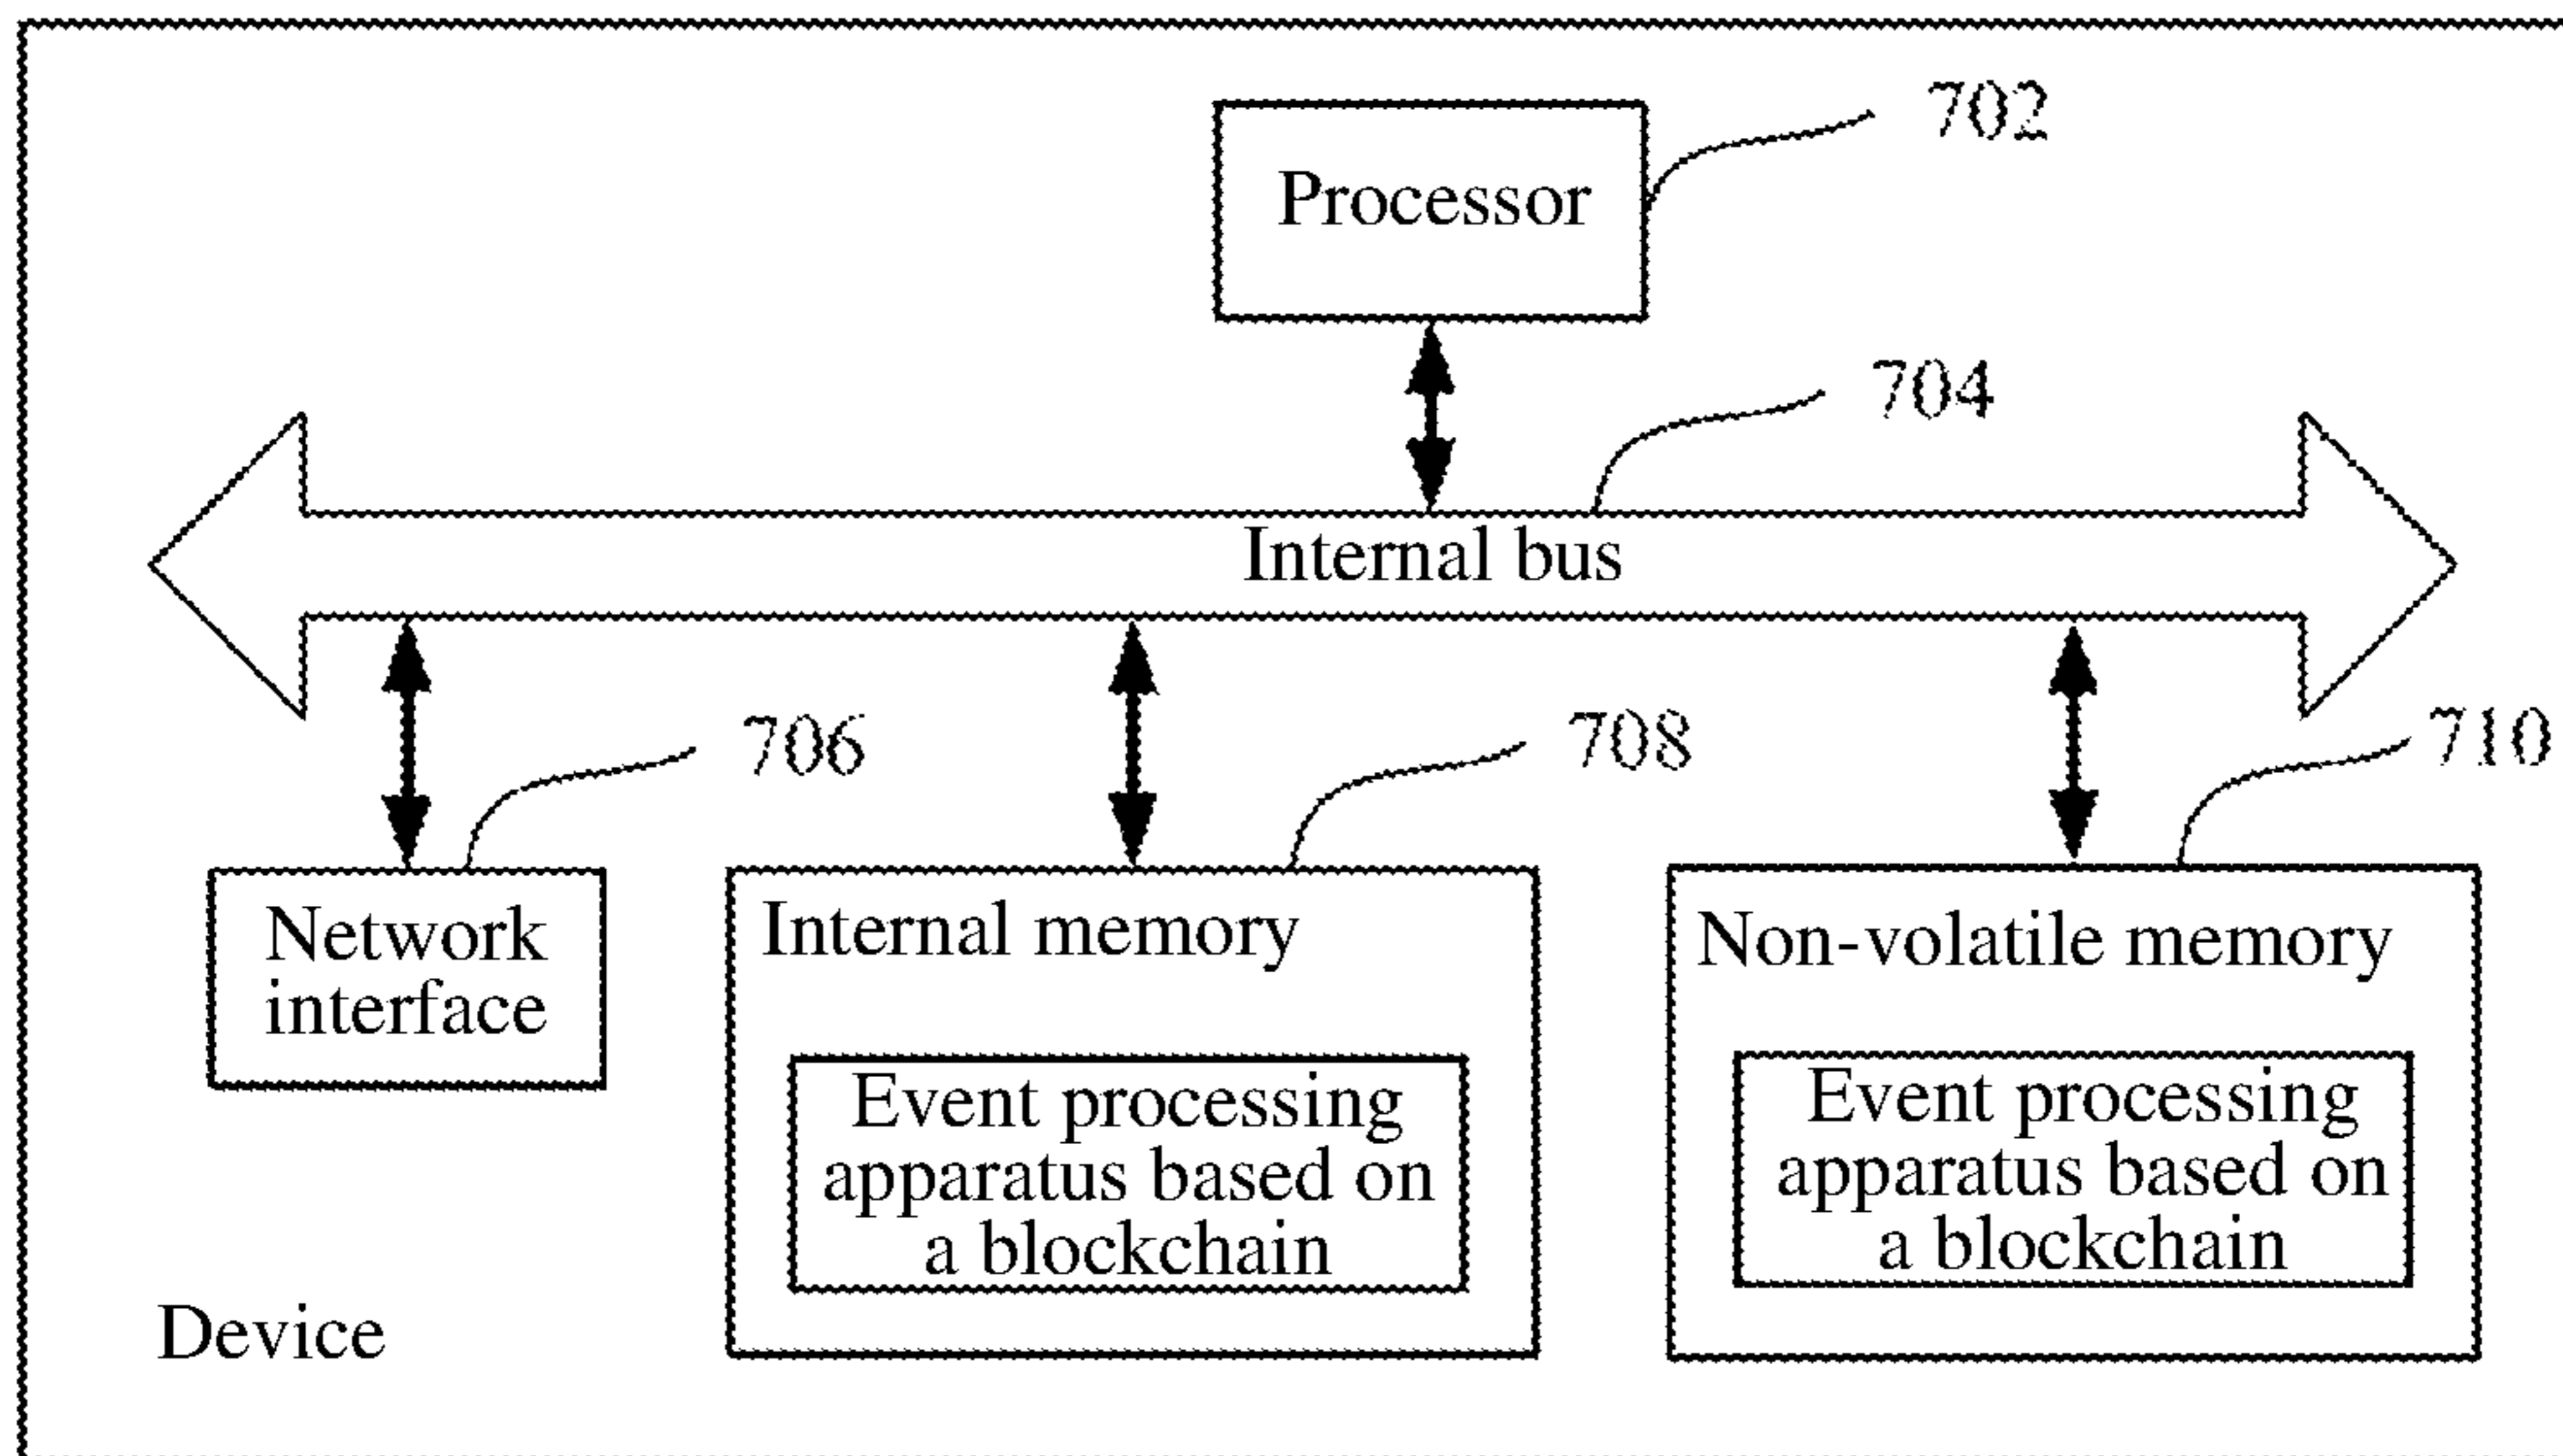 702
Processor
704
Internal bus
706
708
710
Network
interface
Internal memory
Event processing
apparatus based on
a blockchain
Non-volatile memory
Event processing
apparatus based on
a blockchain
Device